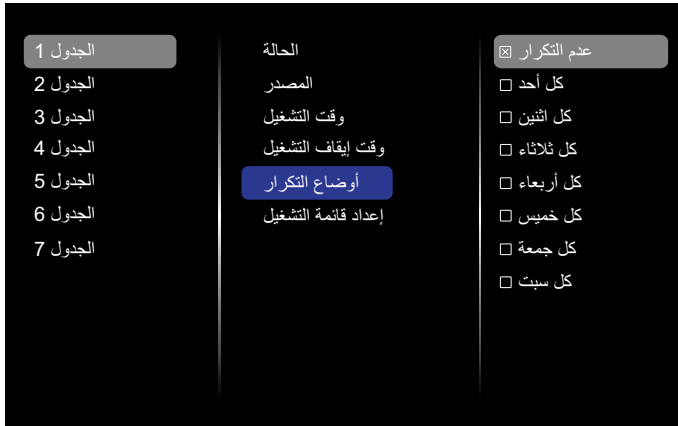 الجدول 1
الجدول 2
الجدول 3
الجدول 4
الجدول 5
الجدول 6
الجدول 7
الحالة
المصدر
وقت التشغيل
وقت إيقاف التشغيل
أوضاع التكرار
إعداد قائمة التشغيل
عدم التكرار
كل أحد
كل اثنين
كل ثلاثاء
كل أربعاء
كل خميس
كل جمعة
كل سبت